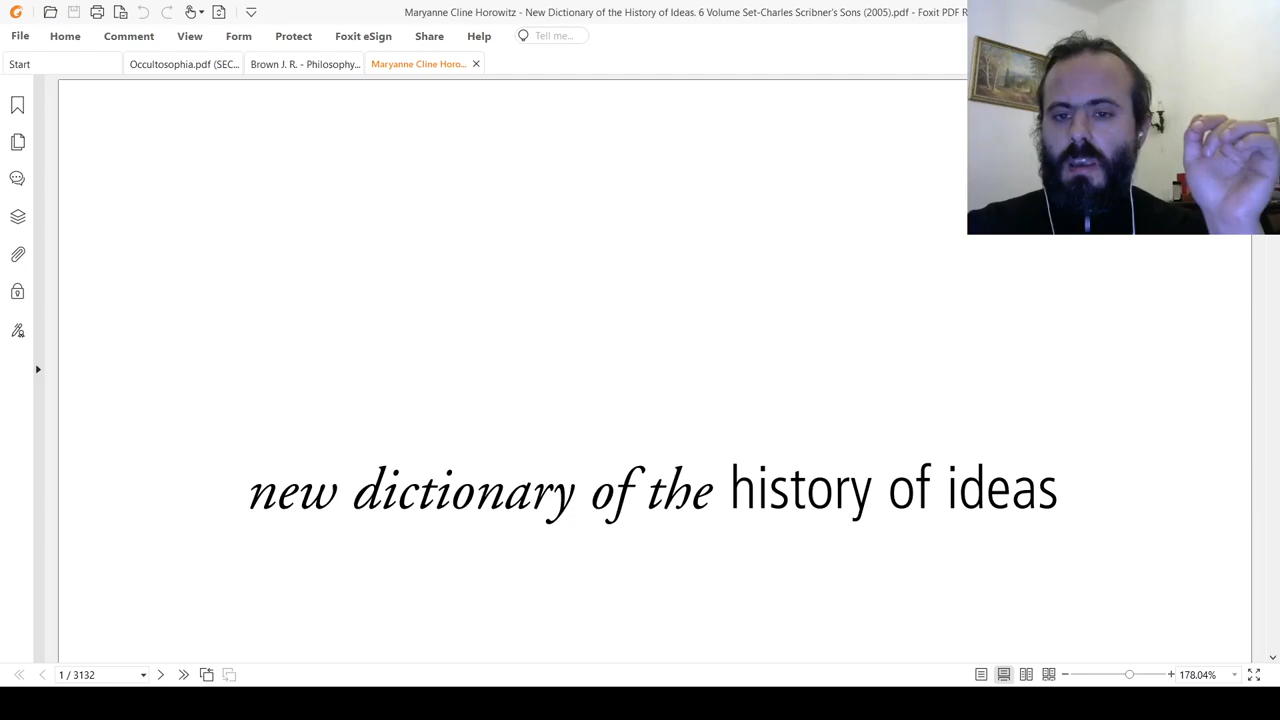 Maryanne Cline Horowitz - New Dictionary of the History of Ideas. 6 Volume Set-Charles Scribner's Sons (2005).pdf - Foxit PDF R
File Home Comment View Form Protect Foxit eSign Share Help Tell me...
Start Occultosophia.pdf (SEC... Brown J. R. - Philosophy... Maryanne Cline Horo...
new dictionary of the history of ideas
1 / 3132 178.04%